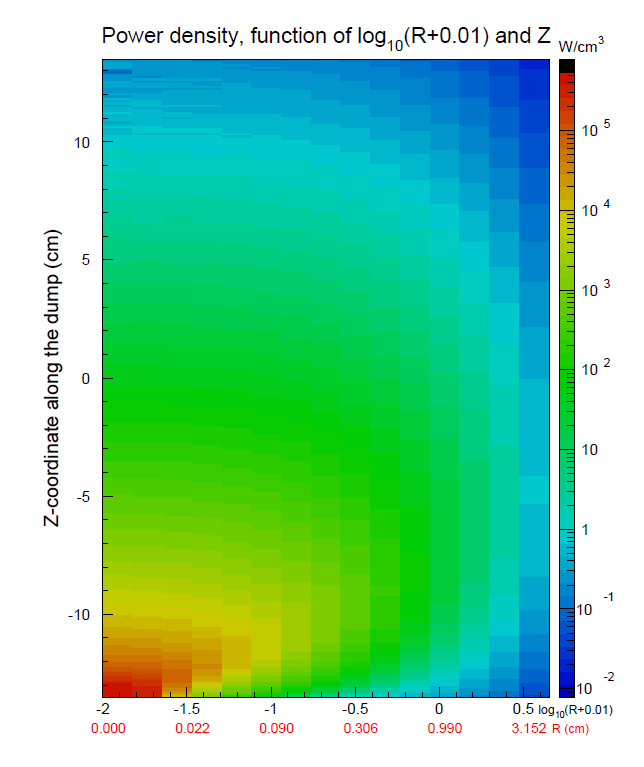 Power density, function of log10(R+0.01) and Z
W/cm3
10 5
10 4
10 3
10 2
10
1
10 -1
10 -2
Z-coordinate along the dump (cm)
10
5
0
-5
-10
-2 -1.5 -1 -0.5 0 0.5 log10(R+0.01)
0.000 0.022 0.090 0.306 0.990 3.152 R (cm)